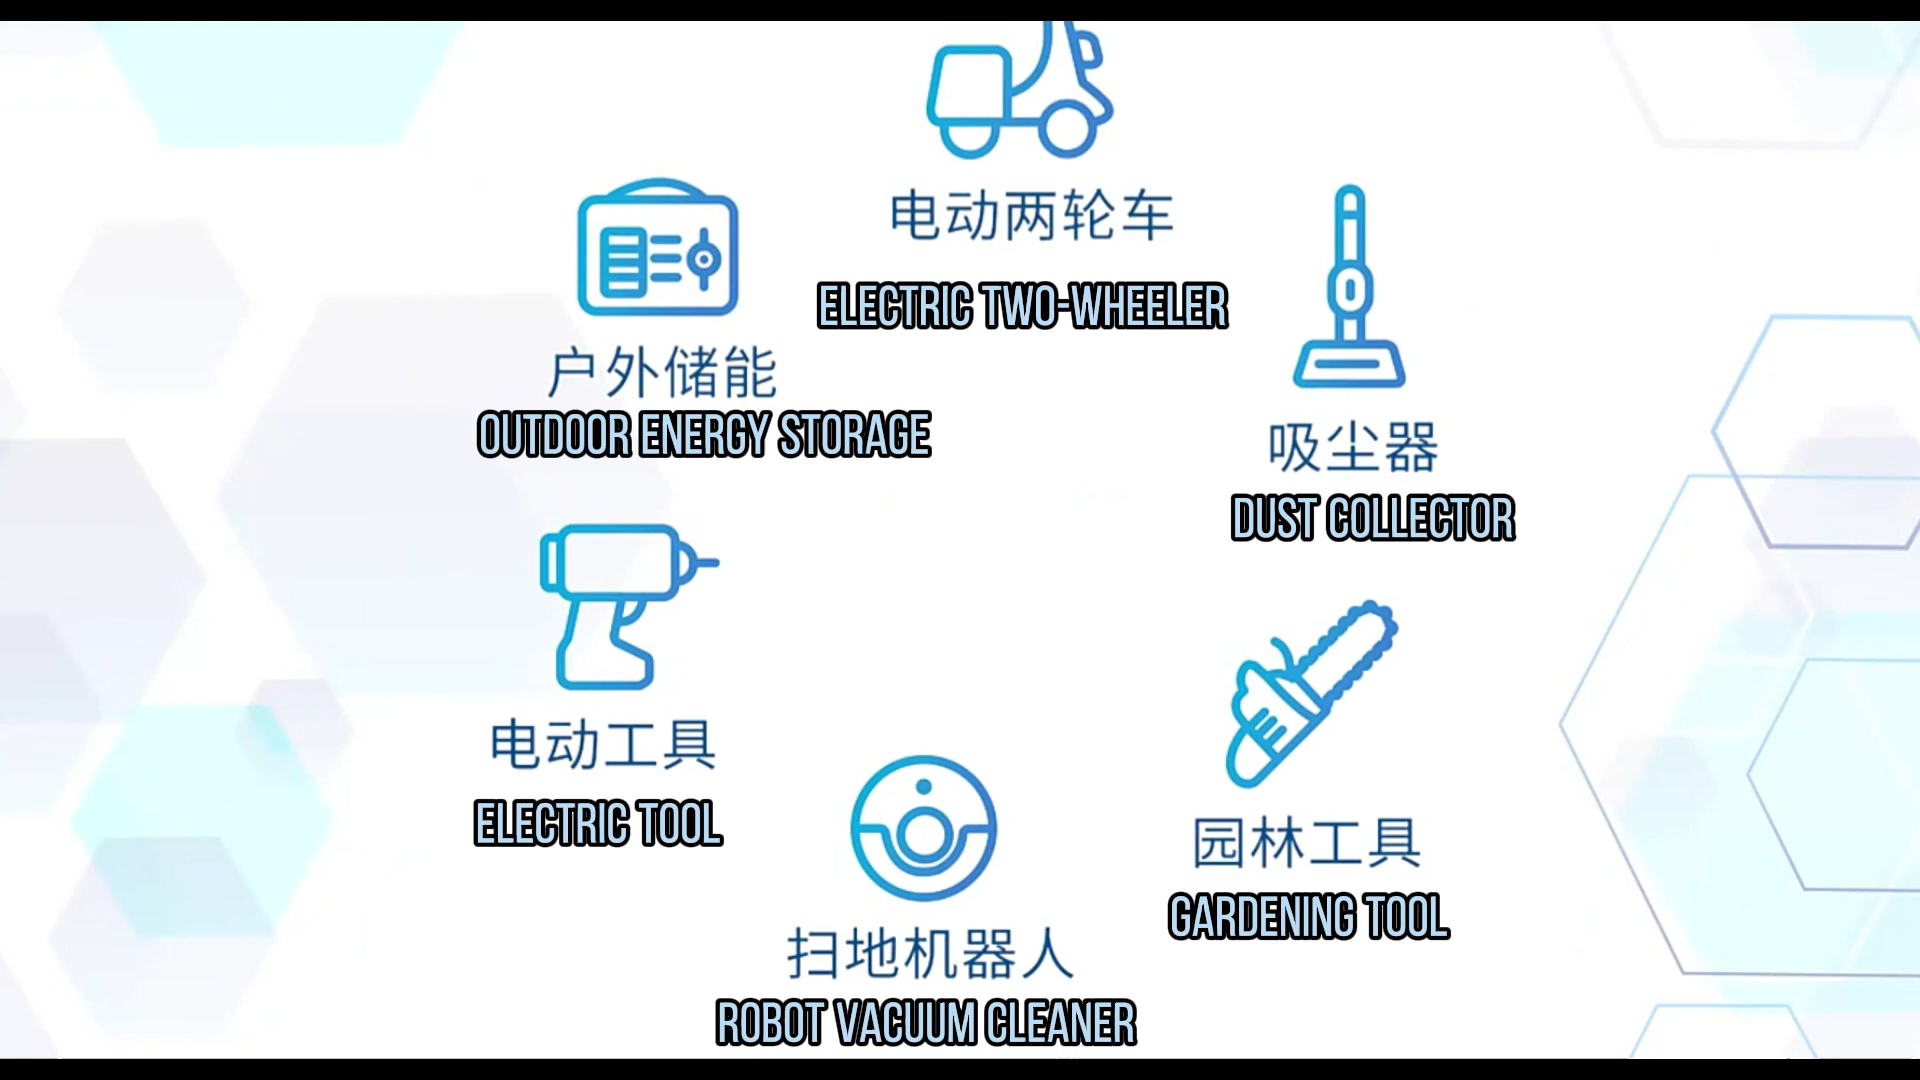 电动两轮车
ELECTRIC TWO-WHEELER
户外储能
OUTDOOR ENERGY STORAGE
吸尘器
DUST COLLECTOR
电动工具
ELECTRIC TOOL
园林工具
GARDENING TOOL
扫地机器人
ROBOT VACUUM CLEANER